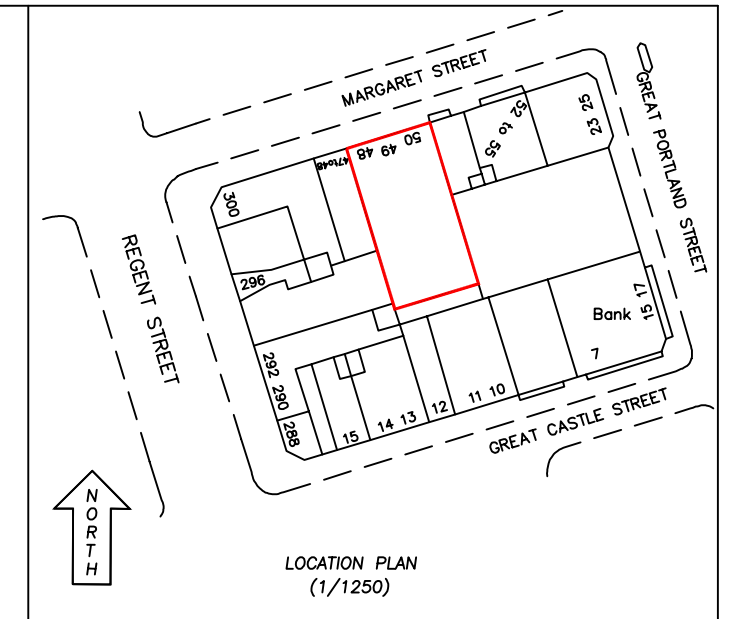 MARGARET STREET
GREAT PORTLAND STREET
REGENT STREET
GREAT CASTLE STREET
300
47to48
48 49 50
52 to 55
23 25
296
292 290
288
15
14 13
12
11 10
7
Bank
15 17
NORTH
LOCATION PLAN
(1/1250)